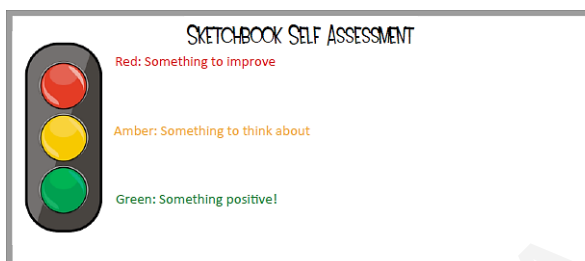 Sketchbook Self Assessment
Red: Something to improve
Amber: Something to think about
Green: Something positive!